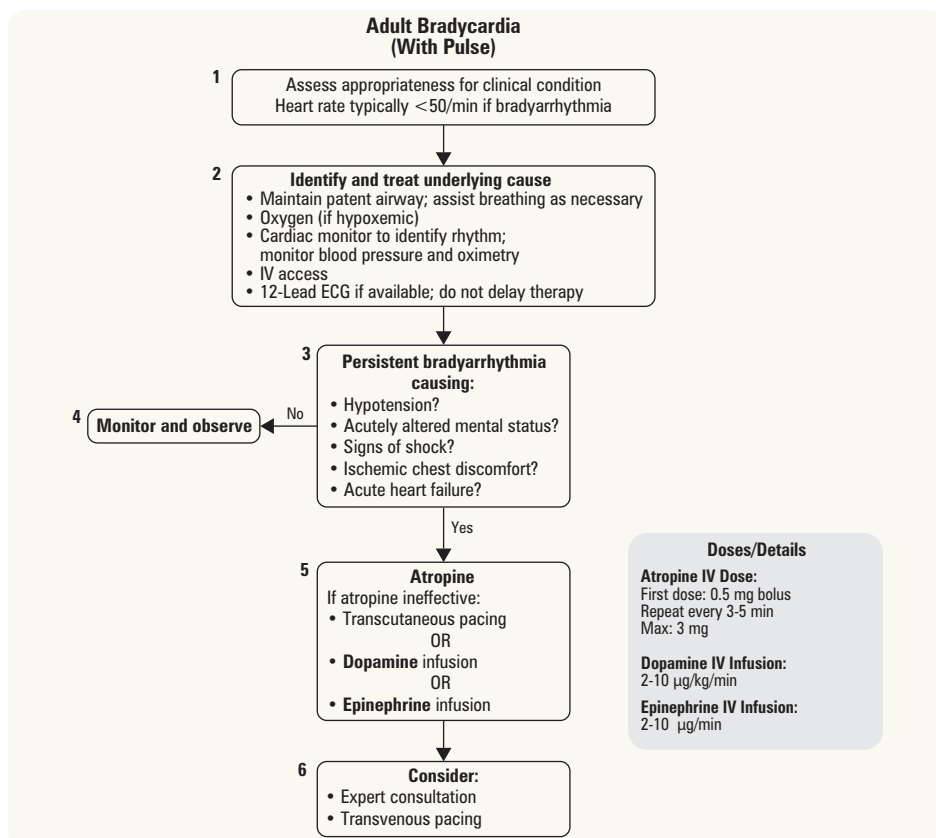 Adult Bradycardia
(With Pulse)
1
Assess appropriateness for clinical condition
Heart rate typically <50/min if bradyarrhythmia
2
Identify and treat underlying cause
• Maintain patent airway; assist breathing as necessary
• Oxygen (if hypoxemic)
• Cardiac monitor to identify rhythm;
monitor blood pressure and oximetry
• IV access
• 12-Lead ECG if available; do not delay therapy
3
Persistent bradyarrhythmia
causing:
• Hypotension?
• Acutely altered mental status?
• Signs of shock?
• Ischemic chest discomfort?
• Acute heart failure?
No
4
Monitor and observe
Yes
5
Atropine
If atropine ineffective:
• Transcutaneous pacing
OR
• Dopamine infusion
OR
• Epinephrine infusion
6
Consider:
• Expert consultation
• Transvenous pacing
Doses/Details
Atropine IV Dose:
First dose: 0.5 mg bolus
Repeat every 3-5 min
Max: 3 mg
Dopamine IV Infusion:
2-10 µg/kg/min
Epinephrine IV Infusion:
2-10 µg/min